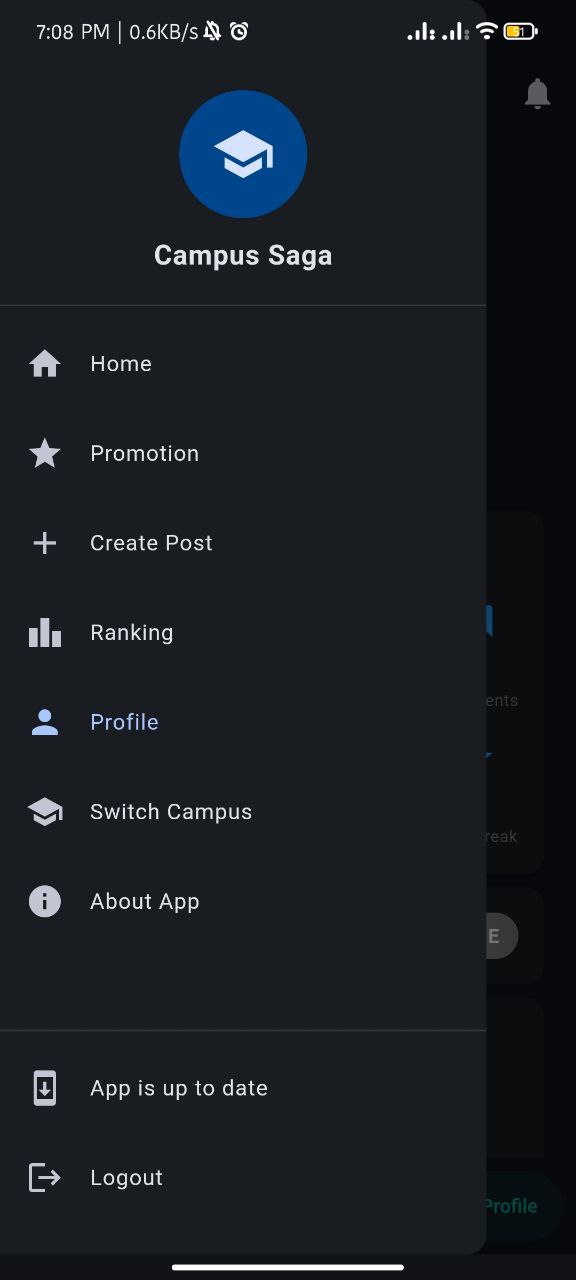 7:08 PM | 0.6KB/s
51
Campus Saga
Home
Promotion
Create Post
Ranking
Profile
ents
Switch Campus
reak
About App
E
App is up to date
Logout
Profile